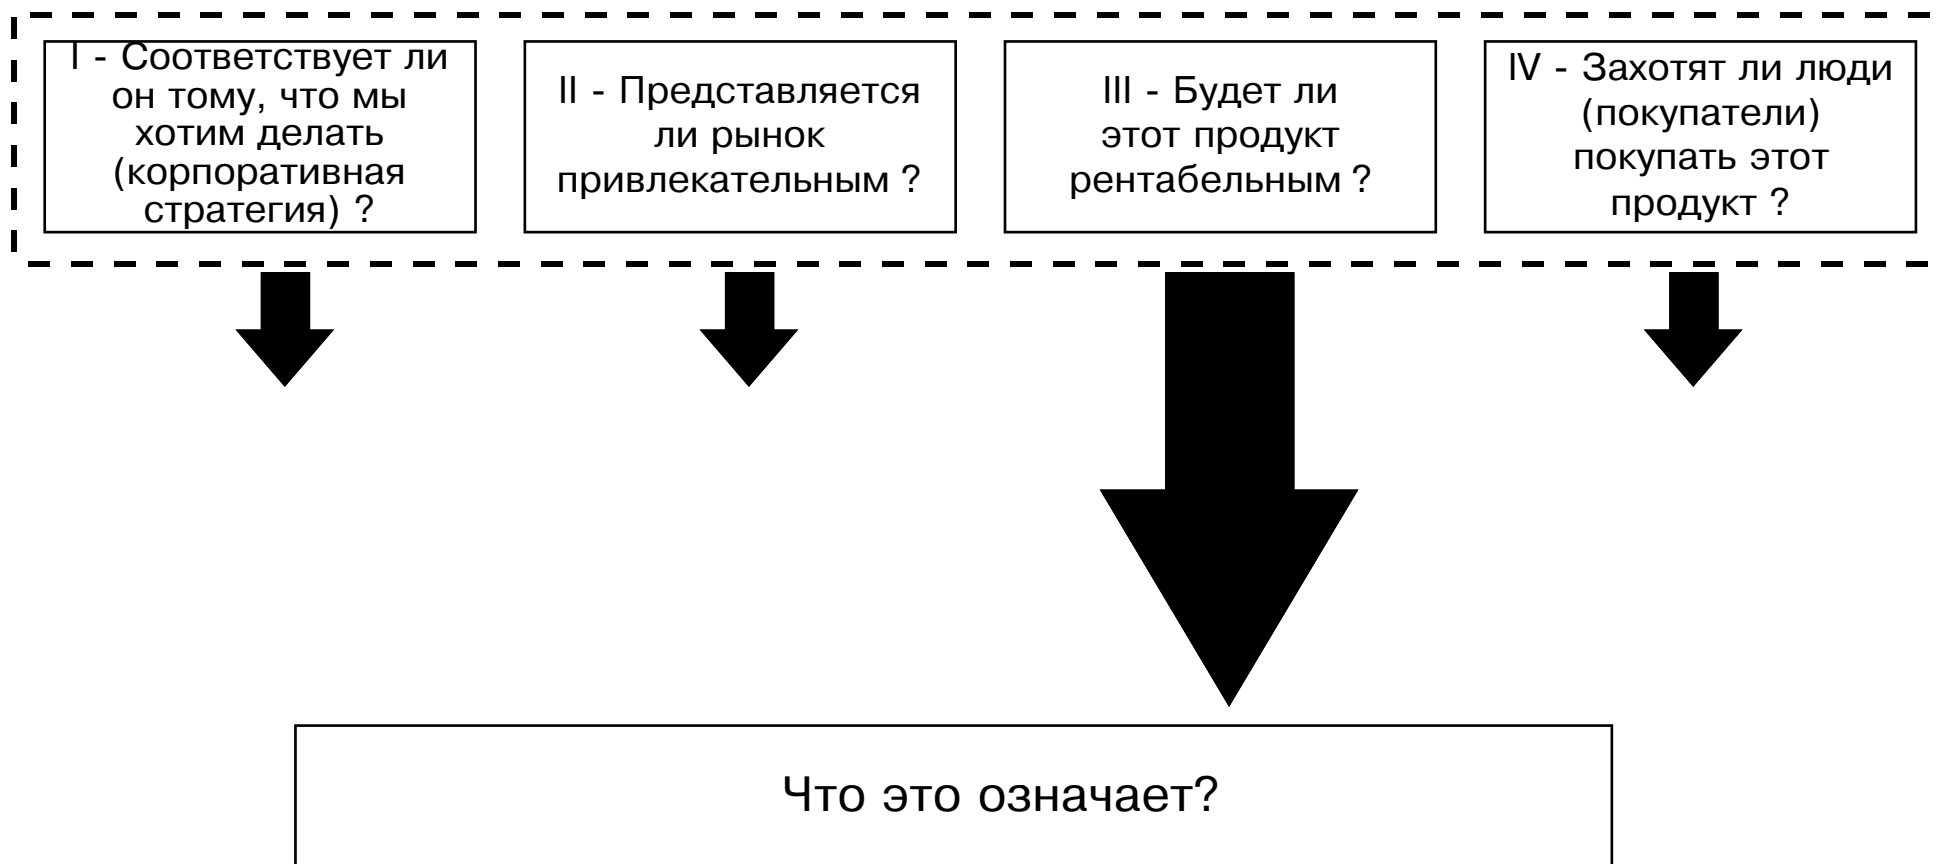 I - Соответствует ли
он тому, что мы
хотим делать
(корпоративная
стратегия) ?
II - Представляется
ли рынок
привлекательным ?
III - Будет ли
этот продукт
рентабельным ?
IV - Захотят ли люди
(покупатели)
покупать этот
продукт ?
Что это означает?